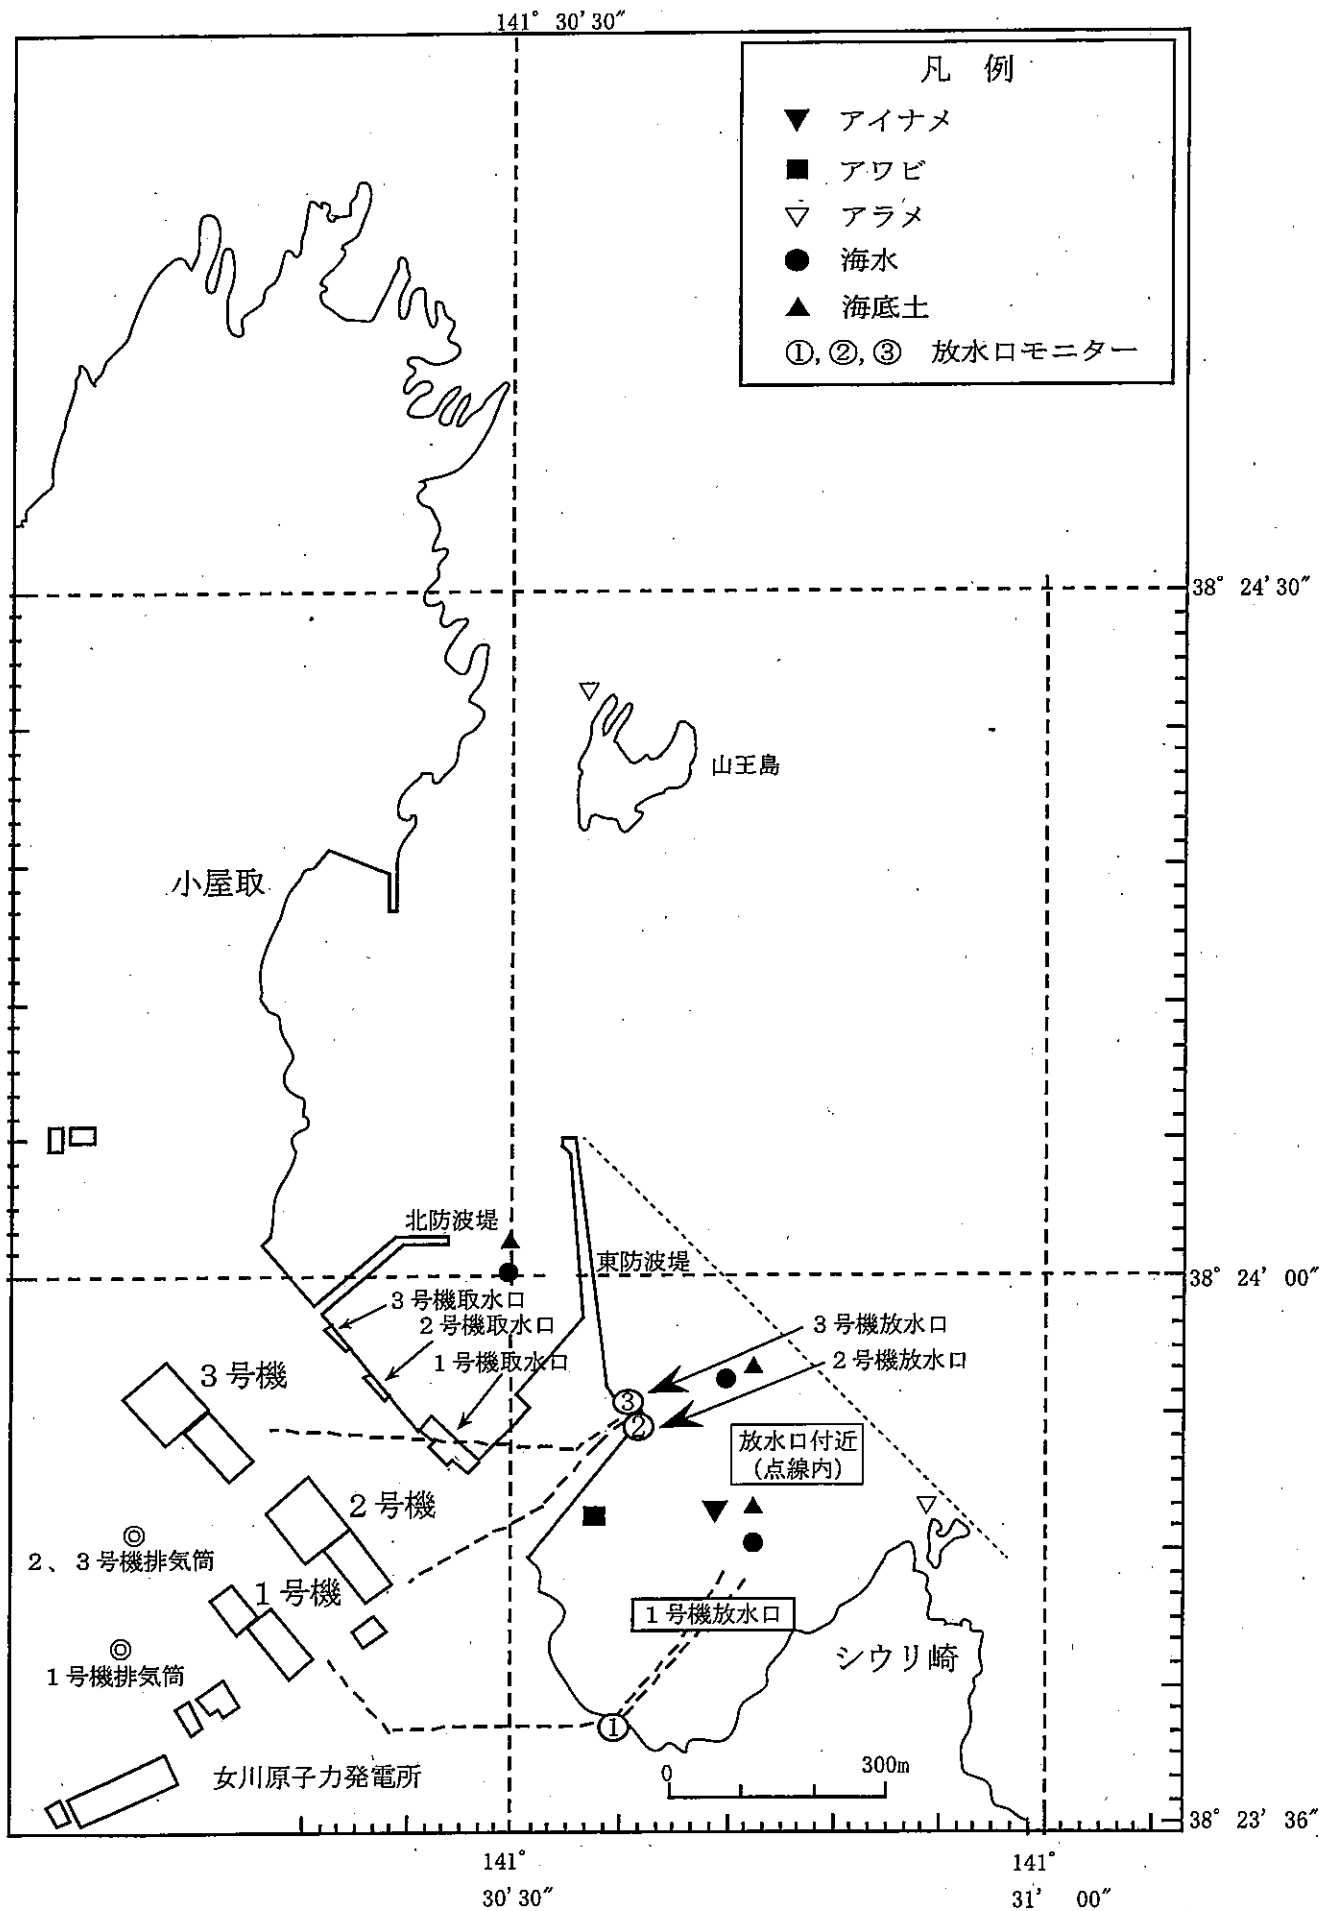 141° 30'30″
凡 例
▼ アイナメ
■ アワビ
▽ アラメ
● 海水
▲ 海底土
①, ②, ③ 放水口モニター
38° 24'30″
山王島
小屋取
北防波堤
東防波堤
38° 24'00″
3号機取水口
2号機取水口
1号機取水口
3号機放水口
2号機放水口
3号機
③
②
放水口付近
(点線内)
2号機
2、3号機排気筒
1号機
1号機放水口
シウリ崎
1号機排気筒
①
女川原子力発電所
0 300m
38° 23'36″
141°
30'30″
141°
31' 00″